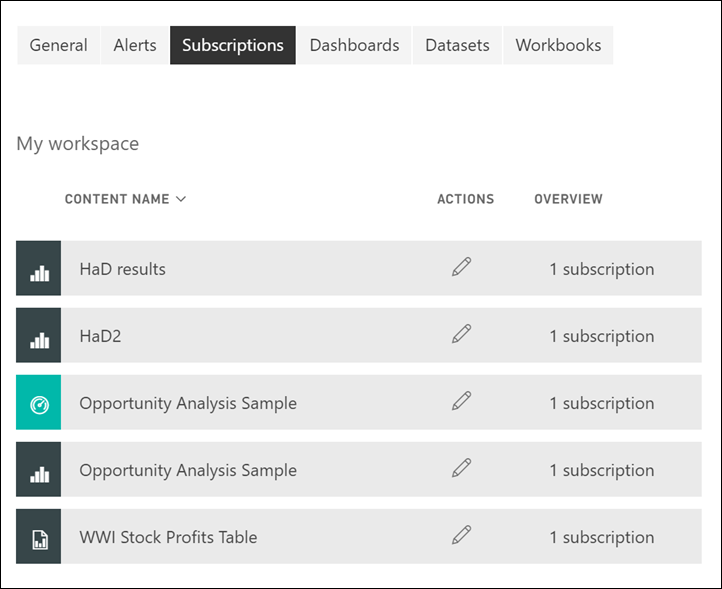 General Alerts Subscriptions Dashboards Datasets Workbooks
My workspace
CONTENT NAME ACTIONS OVERVIEW
HaD results 1 subscription
HaD2 1 subscription
Opportunity Analysis Sample 1 subscription
Opportunity Analysis Sample 1 subscription
WWI Stock Profits Table 1 subscription